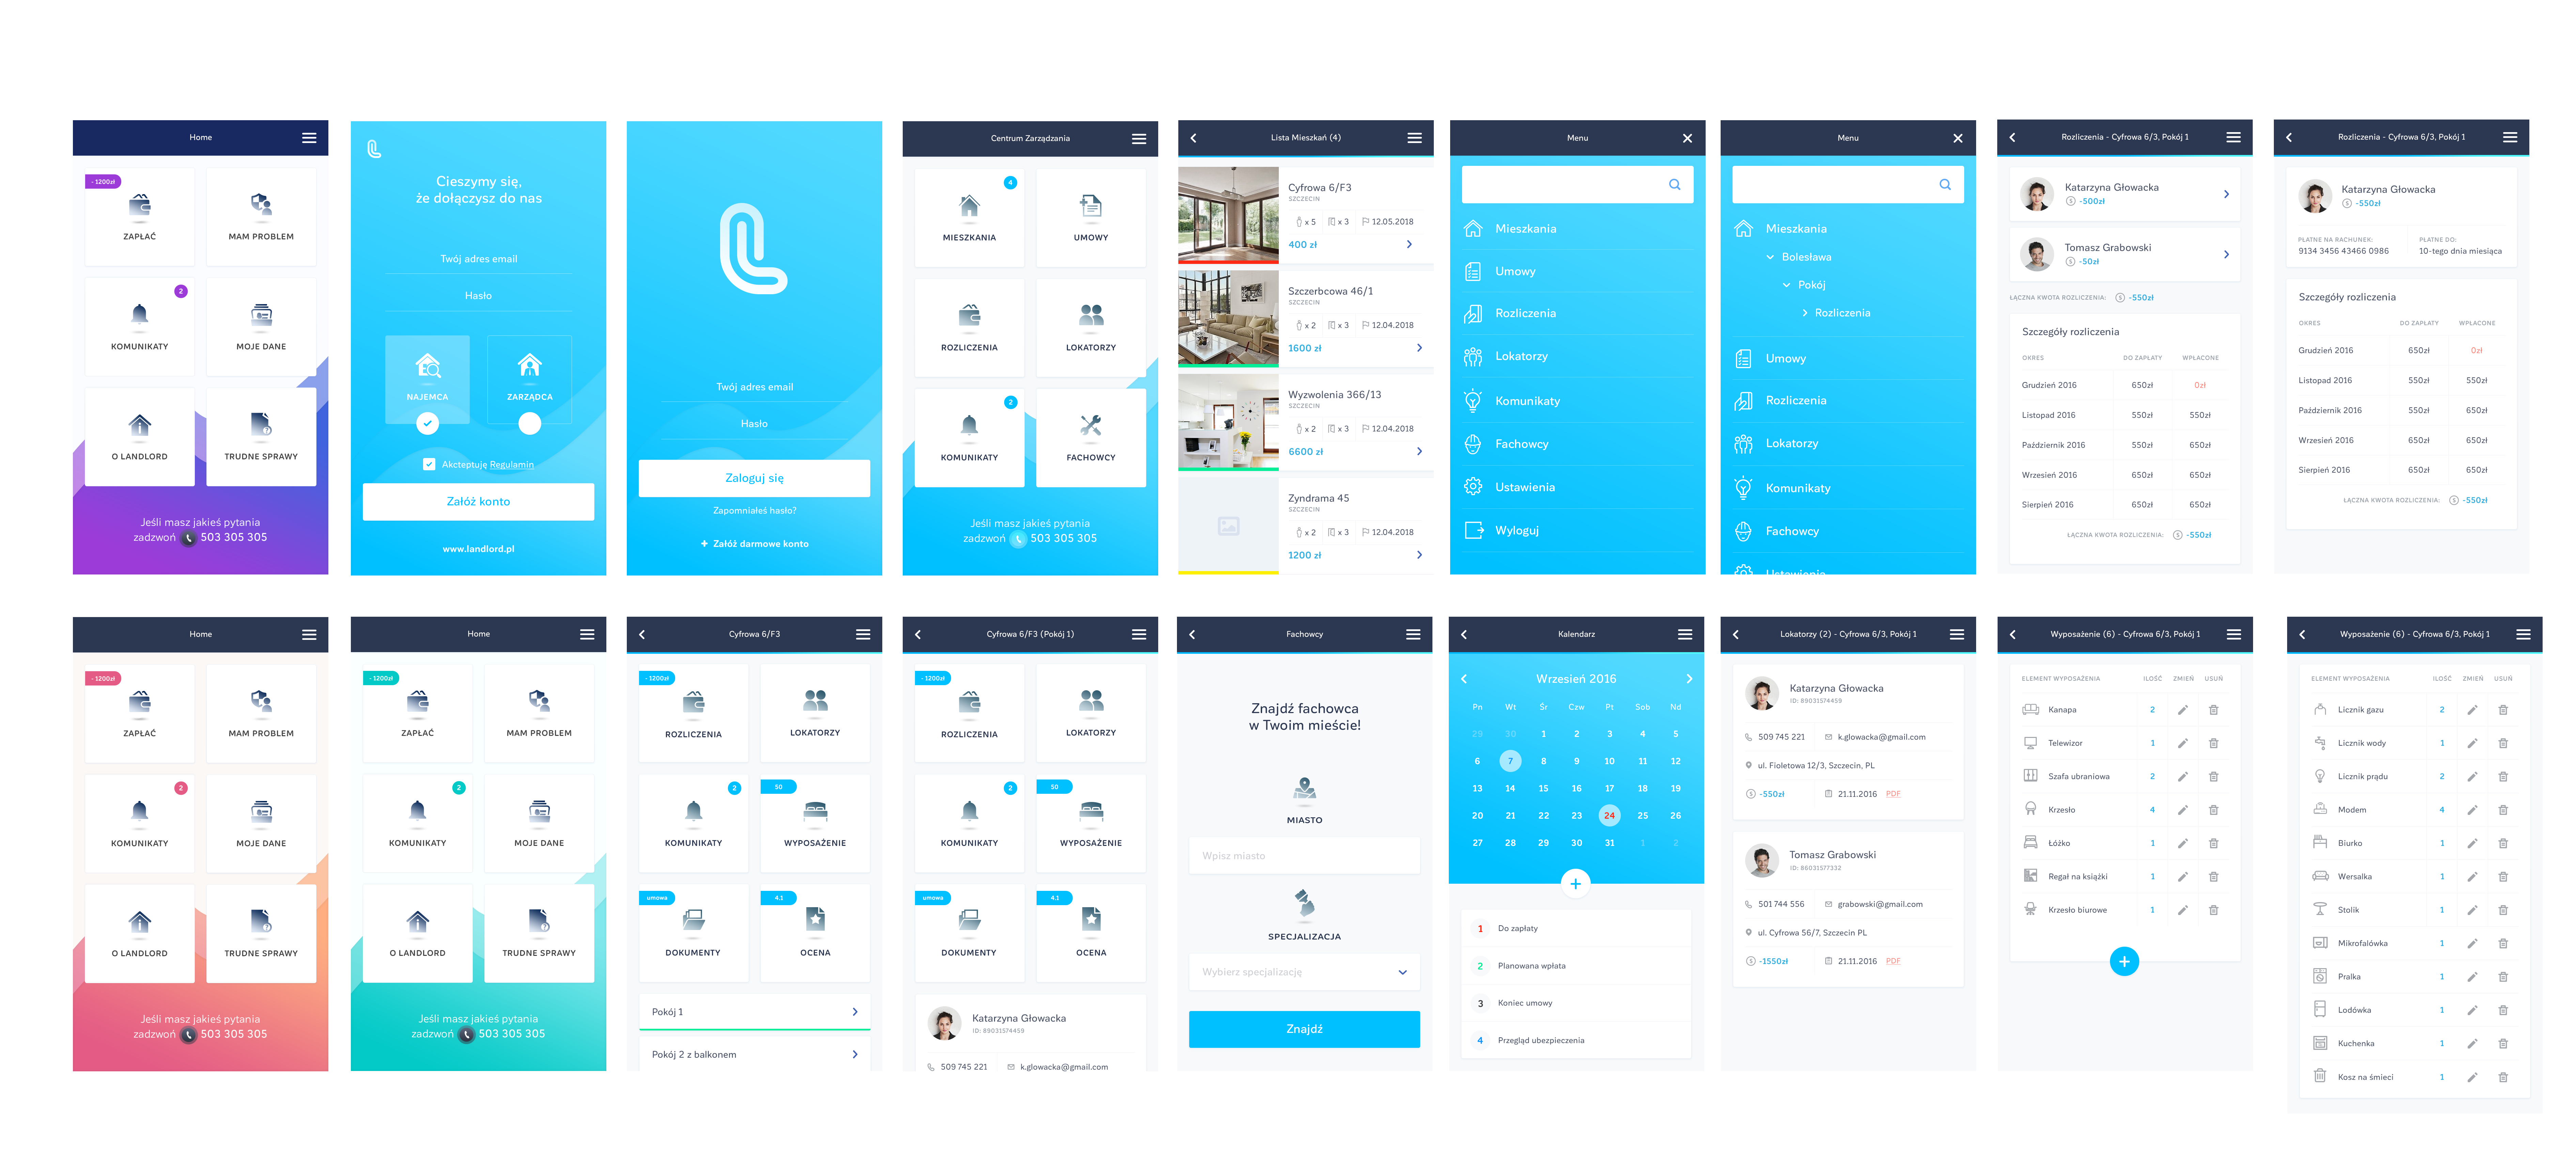 Home
- 1200zł
ZAPŁAĆ
MAM PROBLEM
2
KOMUNIKATY
MOJE DANE
O LANDLORD
TRUDNE SPRAWY
Jeśli masz jakieś pytania
zadzwoń 503 305 305
Cieszymy się,
że dołączysz do nas
Twój adres email
Hasło
NAJEMCA
ZARZĄDCA
Akceptuję Regulamin
Załóż konto
www.landlord.pl
Twój adres email
Hasło
Zaloguj się
Zapomniałeś hasło?
+ Załóż darmowe konto
Centrum Zarządzania
4
MIESZKANIA
UMOWY
ROZLICZENIA
LOKATORZY
2
KOMUNIKATY
FACHOWCY
Jeśli masz jakieś pytania
zadzwoń 503 305 305
Lista Mieszkań (4)
Cyfrowa 6/F3
SZCZECIN
x 5 x 3 12.05.2018
400 zł
Szczerbcowa 46/1
SZCZECIN
x 2 x 3 12.04.2018
1600 zł
Wyzwolenia 366/13
SZCZECIN
x 2 x 3 12.04.2018
6600 zł
Zyndrama 45
SZCZECIN
x 2 x 3 12.04.2018
1200 zł
Menu
Mieszkania
Umowy
Rozliczenia
Lokatorzy
Komunikaty
Fachowcy
Ustawienia
Wyloguj
Menu
Mieszkania
Bolesława
Pokój
Rozliczenia
Umowy
Rozliczenia
Lokatorzy
Komunikaty
Fachowcy
Ustawienia
Rozliczenia - Cyfrowa 6/3, Pokój 1
Katarzyna Głowacka
-500zł
Tomasz Grabowski
-50zł
ŁĄCZNA KWOTA ROZLICZENIA: -550zł
Szczegóły rozliczenia
OKRES DO ZAPŁATY WPŁACONE
Grudzień 2016 650zł 0zł
Listopad 2016 550zł 550zł
Październik 2016 550zł 650zł
Wrzesień 2016 650zł 650zł
Sierpień 2016 650zł 650zł
ŁĄCZNA KWOTA ROZLICZENIA: -550zł
Rozliczenia - Cyfrowa 6/3, Pokój 1
Katarzyna Głowacka
-550zł
PŁATNE NA RACHUNEK: PŁATNE DO:
9134 3456 43466 0986 10-tego dnia miesiąca
Szczegóły rozliczenia
OKRES DO ZAPŁATY WPŁACONE
Grudzień 2016 650zł 0zł
Listopad 2016 550zł 550zł
Październik 2016 550zł 650zł
Wrzesień 2016 650zł 650zł
Sierpień 2016 650zł 650zł
ŁĄCZNA KWOTA ROZLICZENIA: -550zł
Home
- 1200zł
ZAPŁAĆ
MAM PROBLEM
2
KOMUNIKATY
MOJE DANE
O LANDLORD
TRUDNE SPRAWY
Jeśli masz jakieś pytania
zadzwoń 503 305 305
Home
- 1200zł
ZAPŁAĆ
MAM PROBLEM
2
KOMUNIKATY
MOJE DANE
O LANDLORD
TRUDNE SPRAWY
Jeśli masz jakieś pytania
zadzwoń 503 305 305
Cyfrowa 6/F3
- 1200zł
ROZLICZENIA
LOKATORZY
2
KOMUNIKATY
50
WYPOSAŻENIE
umowa
DOKUMENTY
4.1
OCENA
Pokój 1
Pokój 2 z balkonem
Cyfrowa 6/F3 (Pokój 1)
- 1200zł
ROZLICZENIA
LOKATORZY
2
KOMUNIKATY
50
WYPOSAŻENIE
umowa
DOKUMENTY
4.1
OCENA
Katarzyna Głowacka
ID: 89031574459
509 745 221 k.glowacka@gmail.com
Fachowcy
Znajdź fachowca
w Twoim mieście!
MIASTO
Wpisz miasto
SPECJALIZACJA
Wybierz specjalizację
Znajdź
Kalendarz
Wrzesień 2016
Pn Wt Śr Czw Pt Sob Nd
29 30 1 2 3 4 5
6 7 8 9 10 11 12
13 14 15 16 17 18 19
20 21 22 23 24 25 26
27 28 29 30 31 1 2
+
1 Do zapłaty
2 Planowana wpłata
3 Koniec umowy
4 Przegląd ubezpieczenia
Lokatorzy (2) - Cyfrowa 6/3, Pokój 1
Katarzyna Głowacka
ID: 89031574459
509 745 221 k.glowacka@gmail.com
ul. Fioletowa 12/3, Szczecin, PL
-550zł 21.11.2016 PDF
Tomasz Grabowski
ID: 86031577332
501 744 556 grabowski@gmail.com
ul. Cyfrowa 56/7, Szczecin PL
-1550zł 21.11.2016 PDF
Wyposażenie (6) - Cyfrowa 6/3, Pokój 1
ELEMENT WYPOSAŻENIA ILOŚĆ ZMIEŃ USUŃ
Kanapa 2
Telewizor 1
Szafa ubraniowa 2
Krzesło 4
Łóżko 1
Regał na książki 1
Krzesło biurowe 1
+
Wyposażenie (6) - Cyfrowa 6/3, Pokój 1
ELEMENT WYPOSAŻENIA ILOŚĆ ZMIEŃ USUŃ
Licznik gazu 2
Licznik wody 1
Licznik prądu 2
Modem 4
Biurko 1
Wersalka 1
Stolik 1
Mikrofalówka 1
Pralka 1
Lodówka 1
Kuchenka 1
Kosz na śmieci 1